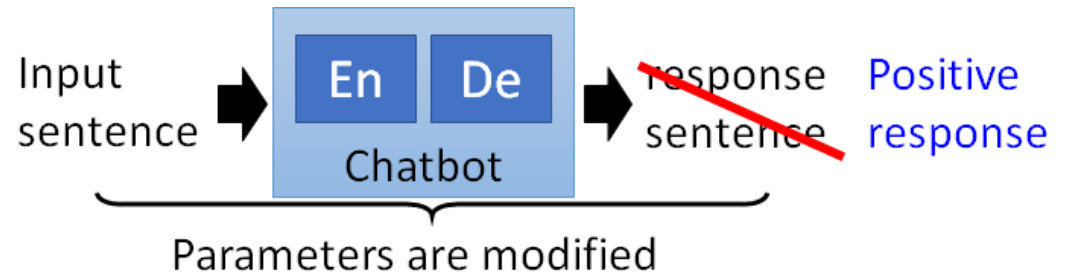 Input
sentence
En
De
Chatbot
response
sentence
Positive
response
Parameters are modified